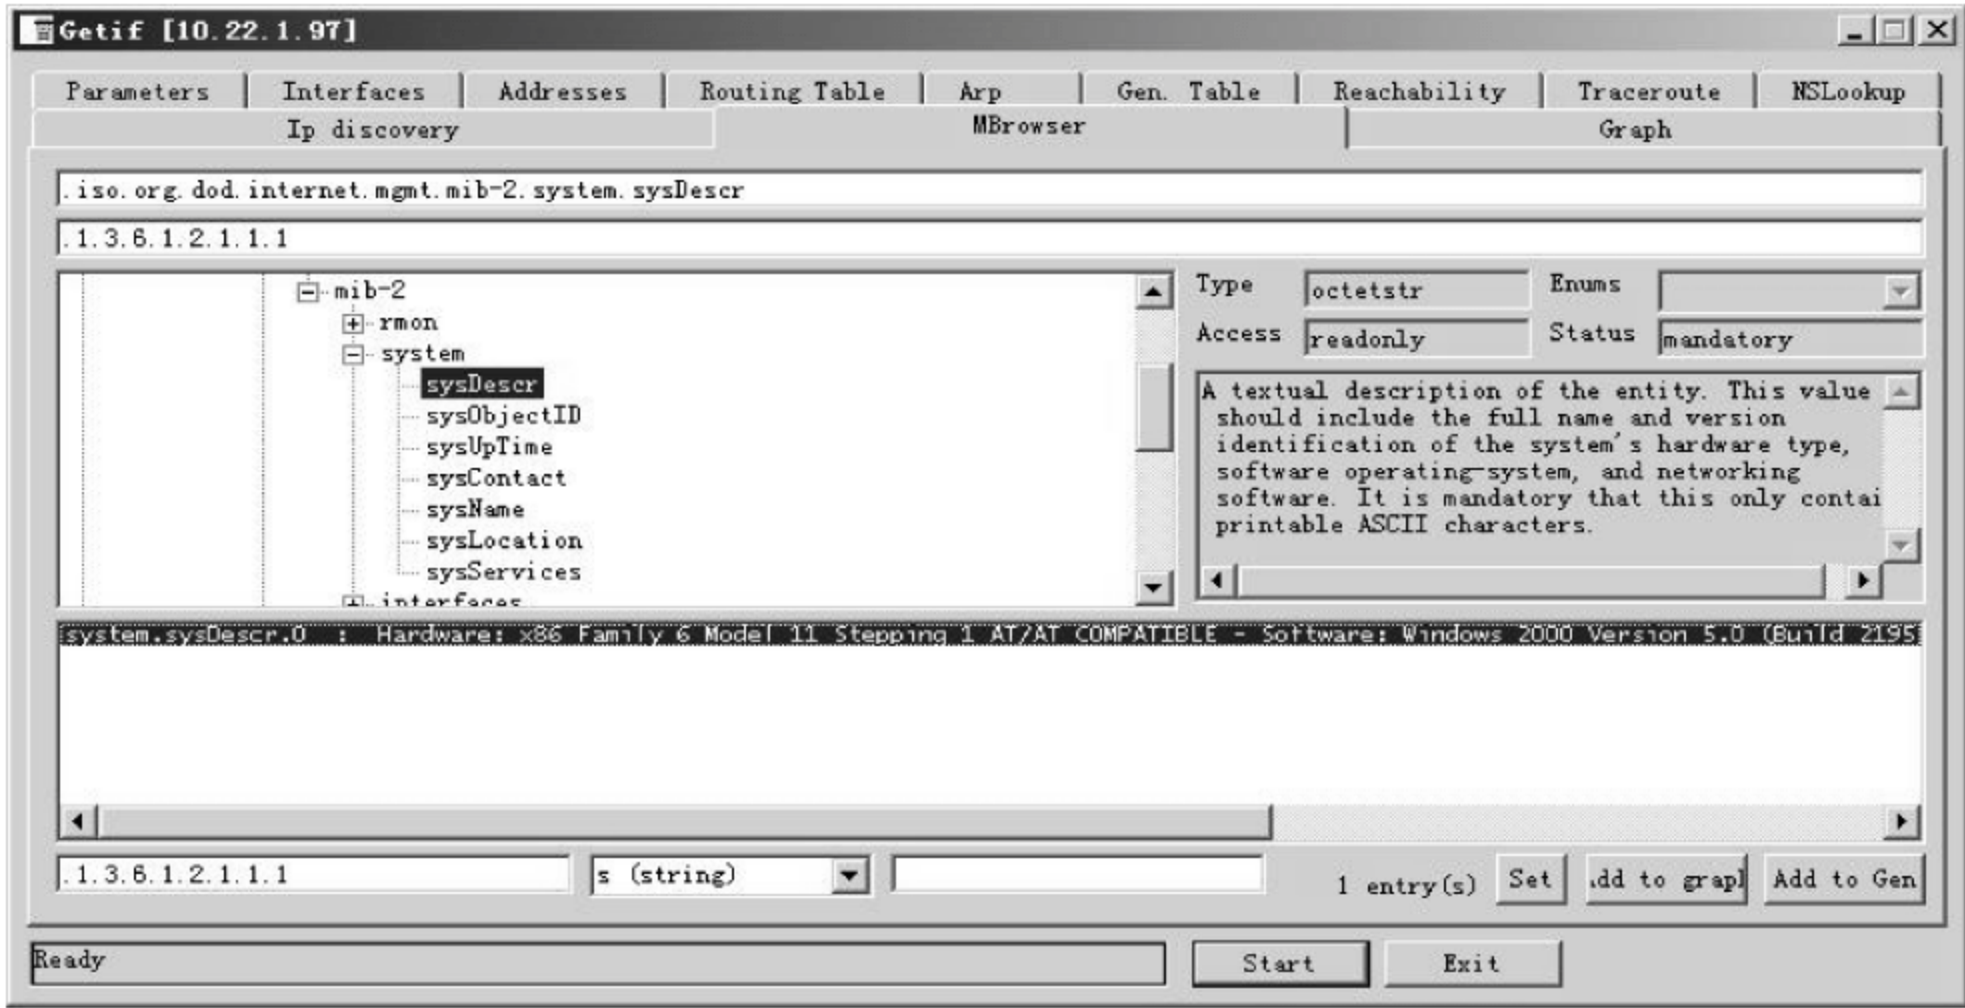 Getif [10.22.1.97]
Parameters Interfaces Addresses Routing Table Arp Gen. Table Reachability Traceroute NSLookup
Ip discovery MBrowser Graph
.iso.org.dod.internet.mgmt.mib-2.system.sysDescr
.1.3.6.1.2.1.1.1
mib-2
rmon
system
sysDescr
sysObjectID
sysUpTime
sysContact
sysName
sysLocation
sysServices
interfaces
Type octetstr Enums
Access readonly Status mandatory
A textual description of the entity. This value
should include the full name and version
identification of the system's hardware type,
software operating-system, and networking
software. It is mandatory that this only contai
printable ASCII characters.
system.sysDescr.0 : Hardware: x86 Family 6 Model 11 Stepping 1 AT/AT COMPATIBLE - Software: Windows 2000 Version 5.0 (Build 2195
.1.3.6.1.2.1.1.1 s (string) 1 entry(s) Set dd to grapl Add to Gen
Ready Start Exit